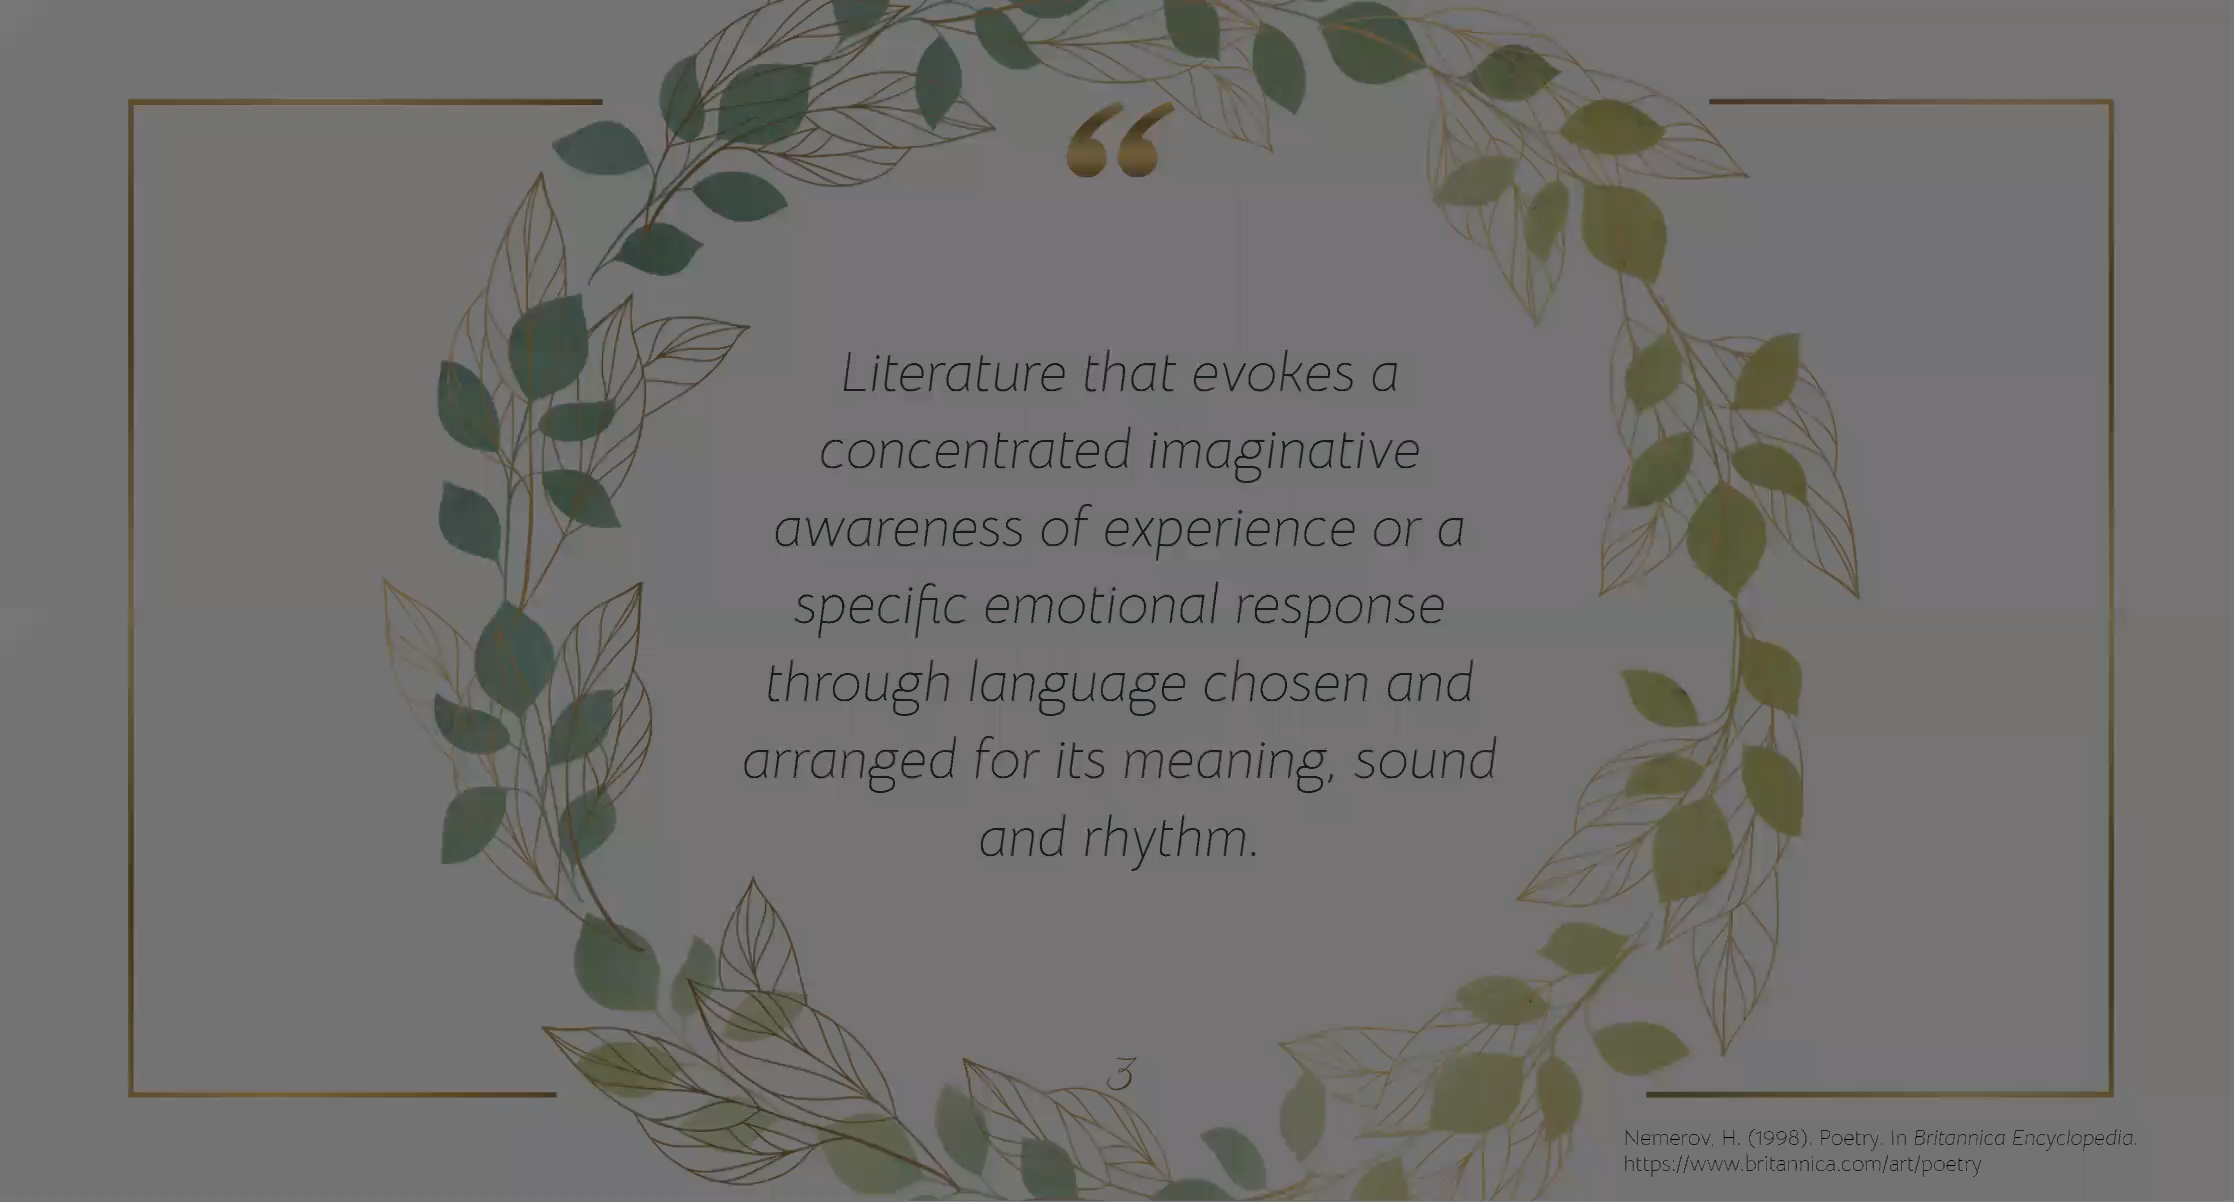 “
Literature that evokes a
concentrated imaginative
awareness of experience or a
specific emotional response
through language chosen and
arranged for its meaning, sound
and rhythm.
3
Nemerov, H. (1998). Poetry. In Britannica Encyclopedia.
https://www.britannica.com/art/poetry